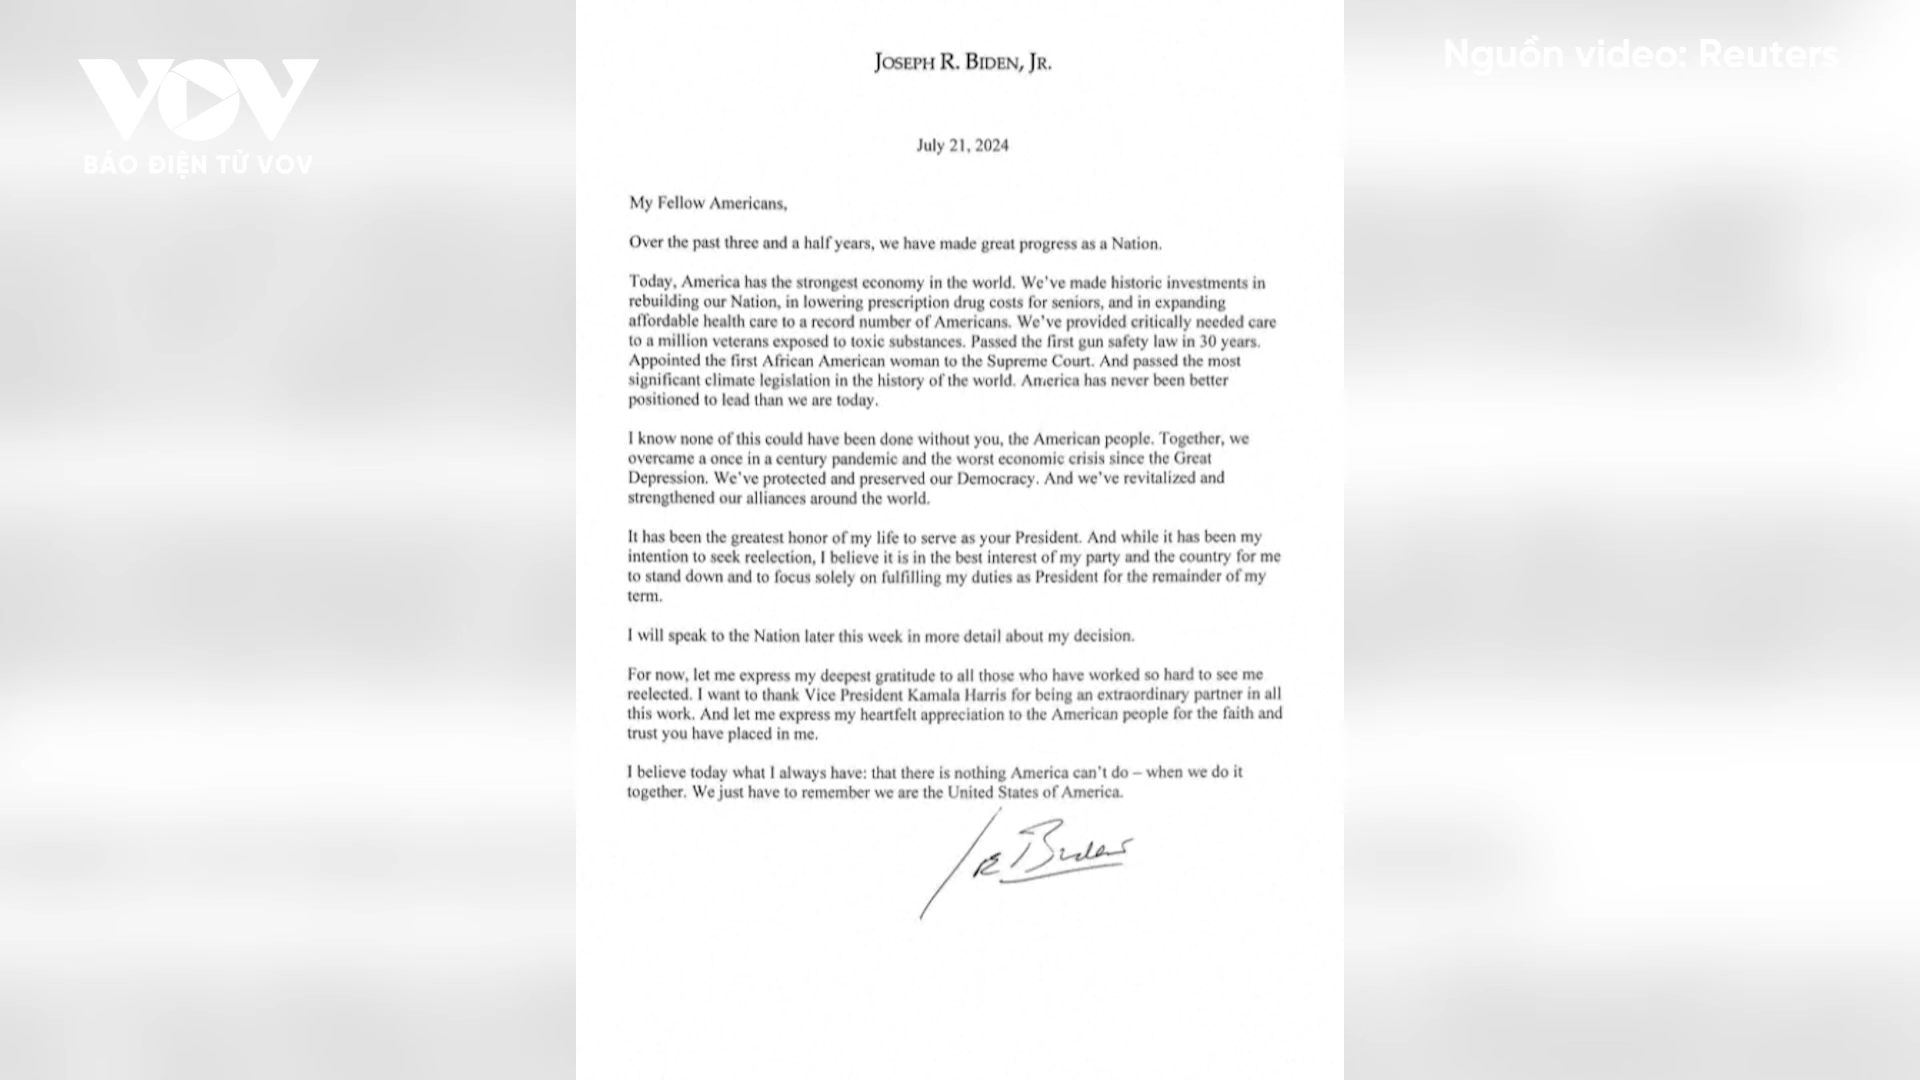 VOV
BÁO ĐIỆN TỬ VOV
Nguồn video: Reuters
JOSEPH R. BIDEN, JR.
July 21, 2024
My Fellow Americans,
Over the past three and a half years, we have made great progress as a Nation.
Today, America has the strongest economy in the world. We've made historic investments in
rebuilding our Nation, in lowering prescription drug costs for seniors, and in expanding
affordable health care to a record number of Americans. We've provided critically needed care
to a million veterans exposed to toxic substances. Passed the first gun safety law in 30 years.
Appointed the first African American woman to the Supreme Court. And passed the most
significant climate legislation in the history of the world. America has never been better
positioned to lead than we are today.
I know none of this could have been done without you, the American people. Together, we
overcame a once in a century pandemic and the worst economic crisis since the Great
Depression. We've protected and preserved our Democracy. And we've revitalized and
strengthened our alliances around the world.
It has been the greatest honor of my life to serve as your President. And while it has been my
intention to seek reelection, I believe it is in the best interest of my party and the country for me
to stand down and to focus solely on fulfilling my duties as President for the remainder of my
term.
I will speak to the Nation later this week in more detail about my decision.
For now, let me express my deepest gratitude to all those who have worked so hard to see me
reelected. I want to thank Vice President Kamala Harris for being an extraordinary partner in all
this work. And let me express my heartfelt appreciation to the American people for the faith and
trust you have placed in me.
I believe today what I always have: that there is nothing America can't do – when we do it
together. We just have to remember we are the United States of America.
Joe Biden